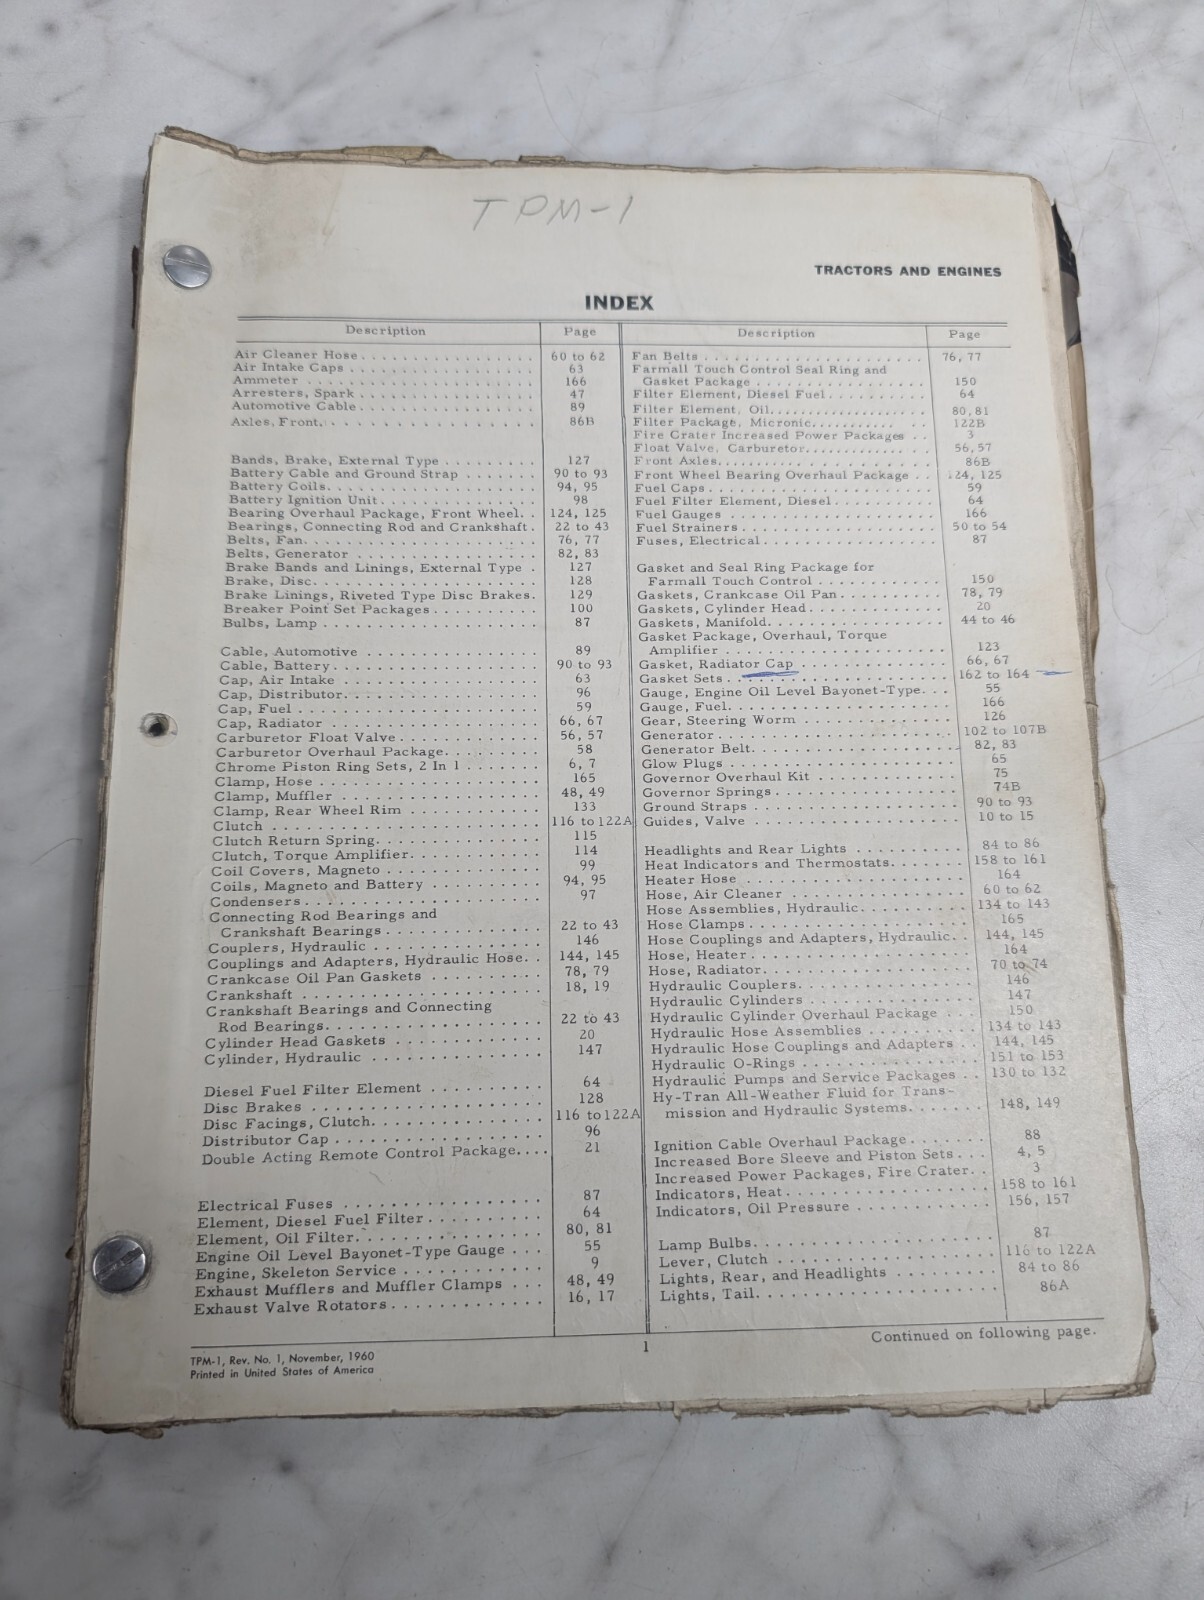 TPM-1
TRACTORS AND ENGINES
INDEX
Description Page
Air Cleaner Hose 60 to 62
Air Intake Caps 63
Ammeter 166
Arresters, Spark 47
Automotive Cable 89
Axles, Front 86B
Bands, Brake, External Type 127
Battery Cable and Ground Strap 90 to 93
Battery Coils 94, 95
Battery Ignition Unit 98
Bearing Overhaul Package, Front Wheel 124, 125
Bearings, Connecting Rod and Crankshaft 22 to 43
Belts, Fan 76, 77
Belts, Generator 82, 83
Brake Bands and Linings, External Type 127
Brake, Disc 128
Brake Linings, Riveted Type Disc Brakes 129
Breaker Point Set Packages 100
Bulbs, Lamp 87
Cable, Automotive 89
Cable, Battery 90 to 93
Cap, Air Intake 63
Cap, Distributor 96
Cap, Fuel 59
Cap, Radiator 66, 67
Carburetor Float Valve 56, 57
Carburetor Overhaul Package 58
Chrome Piston Ring Sets, 2 In 1 6, 7
Clamp, Hose 165
Clamp, Muffler 48, 49
Clamp, Rear Wheel Rim 133
Clutch 116 to 122A
Clutch Return Spring 115
Clutch, Torque Amplifier 114
Coil Covers, Magneto 99
Coils, Magneto and Battery 94, 95
Condensers 97
Connecting Rod Bearings and
Crankshaft Bearings 22 to 43
Couplers, Hydraulic 146
Couplings and Adapters, Hydraulic Hose 144, 145
Crankcase Oil Pan Gaskets 78, 79
Crankshaft 18, 19
Crankshaft Bearings and Connecting
Rod Bearings 22 to 43
Cylinder Head Gaskets 20
Cylinder, Hydraulic 147
Diesel Fuel Filter Element 64
Disc Brakes 128
Disc Facings, Clutch 116 to 122A
Distributor Cap 96
Double Acting Remote Control Package 21
Electrical Fuses 87
Element, Diesel Fuel Filter 64
Element, Oil Filter 80, 81
Engine Oil Level Bayonet-Type Gauge 55
Engine, Skeleton Service 9
Exhaust Mufflers and Muffler Clamps 48, 49
Exhaust Valve Rotators 16, 17
Description Page
Fan Belts 76, 77
Farmall Touch Control Seal Ring and
Gasket Package 150
Filter Element, Diesel Fuel 64
Filter Element, Oil 80, 81
Filter Package, Micronic 122B
Fire Crater Increased Power Packages 3
Float Valve, Carburetor 56, 57
Front Axles 86B
Front Wheel Bearing Overhaul Package 124, 125
Fuel Caps 59
Fuel Filter Element, Diesel 64
Fuel Gauges 166
Fuel Strainers 50 to 54
Fuses, Electrical 87
Gasket and Seal Ring Package for
Farmall Touch Control 150
Gaskets, Crankcase Oil Pan 78, 79
Gaskets, Cylinder Head 20
Gaskets, Manifold 44 to 46
Gasket Package, Overhaul, Torque
Amplifier 123
Gasket, Radiator Cap 66, 67
Gasket Sets 162 to 164
Gauge, Engine Oil Level Bayonet-Type 55
Gauge, Fuel 166
Gear, Steering Worm 126
Generator 102 to 107B
Generator Belt 82, 83
Glow Plugs 65
Governor Overhaul Kit 75
Governor Springs 74B
Ground Straps 90 to 93
Guides, Valve 10 to 15
Headlights and Rear Lights 84 to 86
Heat Indicators and Thermostats 158 to 161
Heater Hose 164
Hose, Air Cleaner 60 to 62
Hose Assemblies, Hydraulic 134 to 143
Hose Clamps 165
Hose Couplings and Adapters, Hydraulic 144, 145
Hose, Heater 164
Hose, Radiator 70 to 74
Hydraulic Couplers 146
Hydraulic Cylinders 147
Hydraulic Cylinder Overhaul Package 150
Hydraulic Hose Assemblies 134 to 143
Hydraulic Hose Couplings and Adapters 144, 145
Hydraulic O-Rings 151 to 153
Hydraulic Pumps and Service Packages 130 to 132
Hy-Tran All-Weather Fluid for Trans-
mission and Hydraulic Systems 148, 149
Ignition Cable Overhaul Package 88
Increased Bore Sleeve and Piston Sets 4, 5
Increased Power Packages, Fire Crater 3
Indicators, Heat 158 to 161
Indicators, Oil Pressure 156, 157
Lamp Bulbs 87
Lever, Clutch 116 to 122A
Lights, Rear, and Headlights 84 to 86
Lights, Tail 86A
Continued on following page.
1
TPM-1, Rev. No. 1, November, 1960
Printed in United States of America